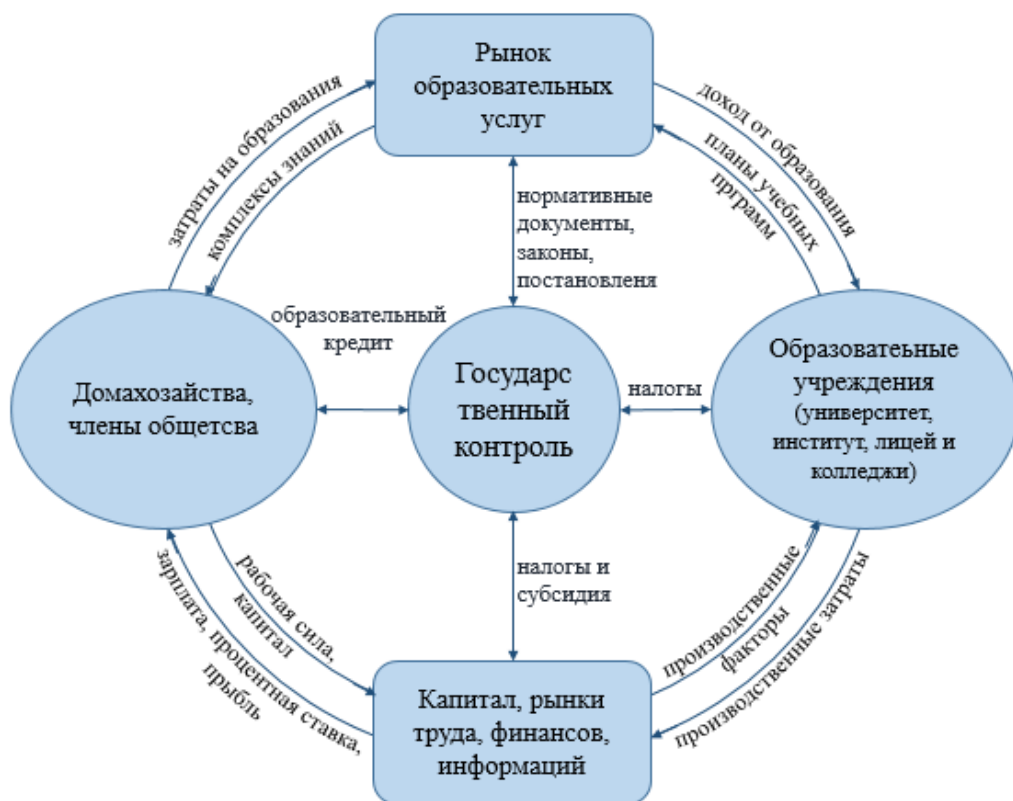 Рынок
образовательных
услуг
затраты на образования
комплексы знаний
доход от образования
планы учебных
прграмм
нормативные
документы,
законы,
постановленя
образовательный
кредит
Домахозайства,
члены общетсва
Государс
твенный
контроль
налоги
Образоватеьные
учреждения
(университет,
институт, лицей и
колледжи)
налогы и
субсидия
рабочая сила,
капитал
зарплата, процентная ставка,
прыбль
производственные
факторы
производственные затраты
Капитал, рынки
труда, финансов,
информаций